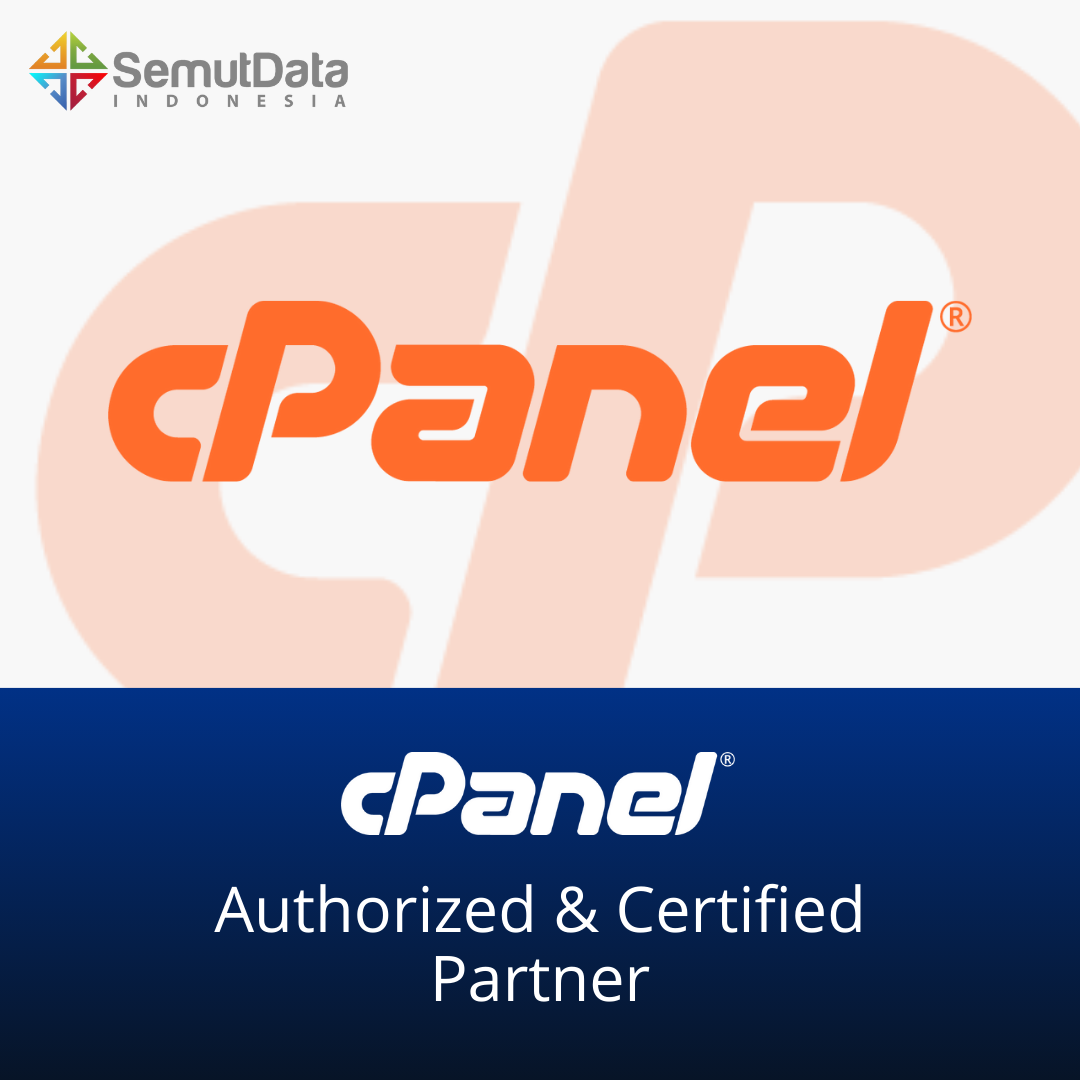 SemutData
INDONESIA
cPanel®
cPanel®
Authorized & Certified
Partner